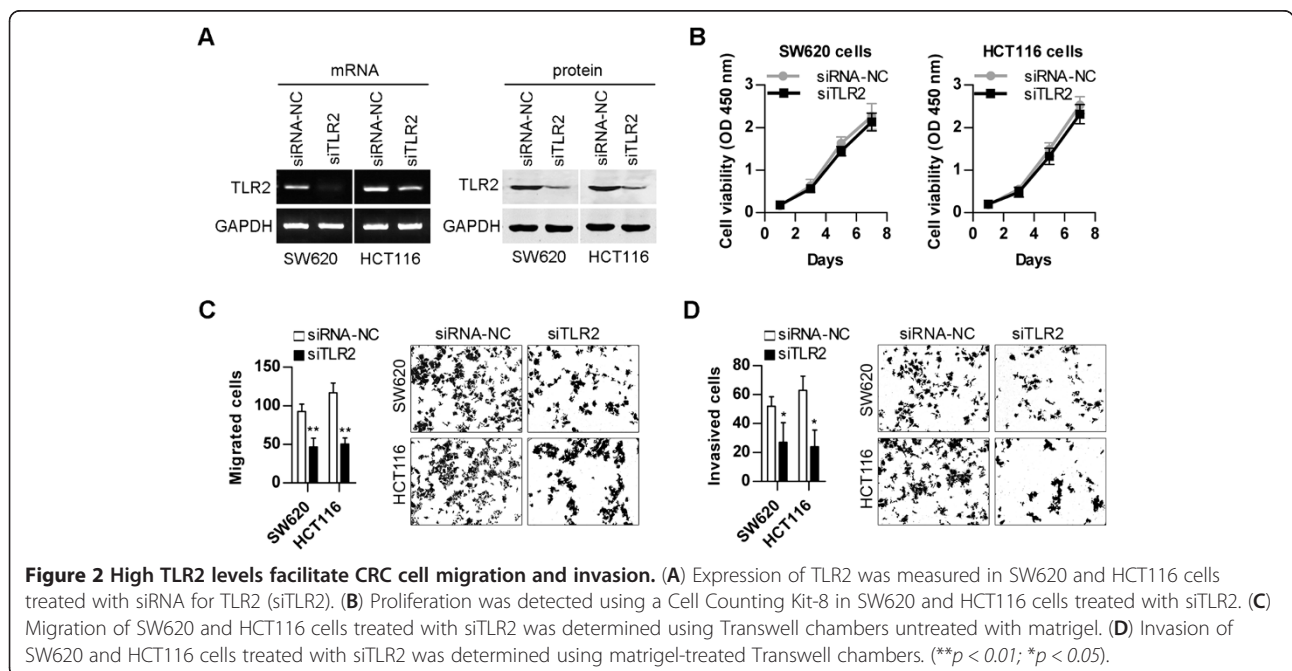 A
mRNA
protein
siRNA-NC
siTLR2
siRNA-NC
siTLR2
siRNA-NC
siTLR2
siRNA-NC
siTLR2
TLR2
GAPDH
SW620
HCT116
TLR2
GAPDH
SW620
HCT116
B
SW620 cells
siRNA-NC
siTLR2
Cell viability (OD 450 nm)
3
2
1
0
0 2 4 6 8
Days
HCT116 cells
siRNA-NC
siTLR2
Cell viability (OD 450 nm)
3
2
1
0
0 2 4 6 8
Days
C
siRNA-NC
siTLR2
Migrated cells
150
100
50
0
**
**
SW620
HCT116
siRNA-NC
siTLR2
SW620
HCT116
D
siRNA-NC
siTLR2
Invasived cells
80
60
40
20
0
*
*
SW620
HCT116
siRNA-NC
siTLR2
SW620
HCT116
Figure 2 High TLR2 levels facilitate CRC cell migration and invasion. (A) Expression of TLR2 was measured in SW620 and HCT116 cells
treated with siRNA for TLR2 (siTLR2). (B) Proliferation was detected using a Cell Counting Kit-8 in SW620 and HCT116 cells treated with siTLR2. (C)
Migration of SW620 and HCT116 cells treated with siTLR2 was determined using Transwell chambers untreated with matrigel. (D) Invasion of
SW620 and HCT116 cells treated with siTLR2 was determined using matrigel-treated Transwell chambers. (**p < 0.01; *p < 0.05).